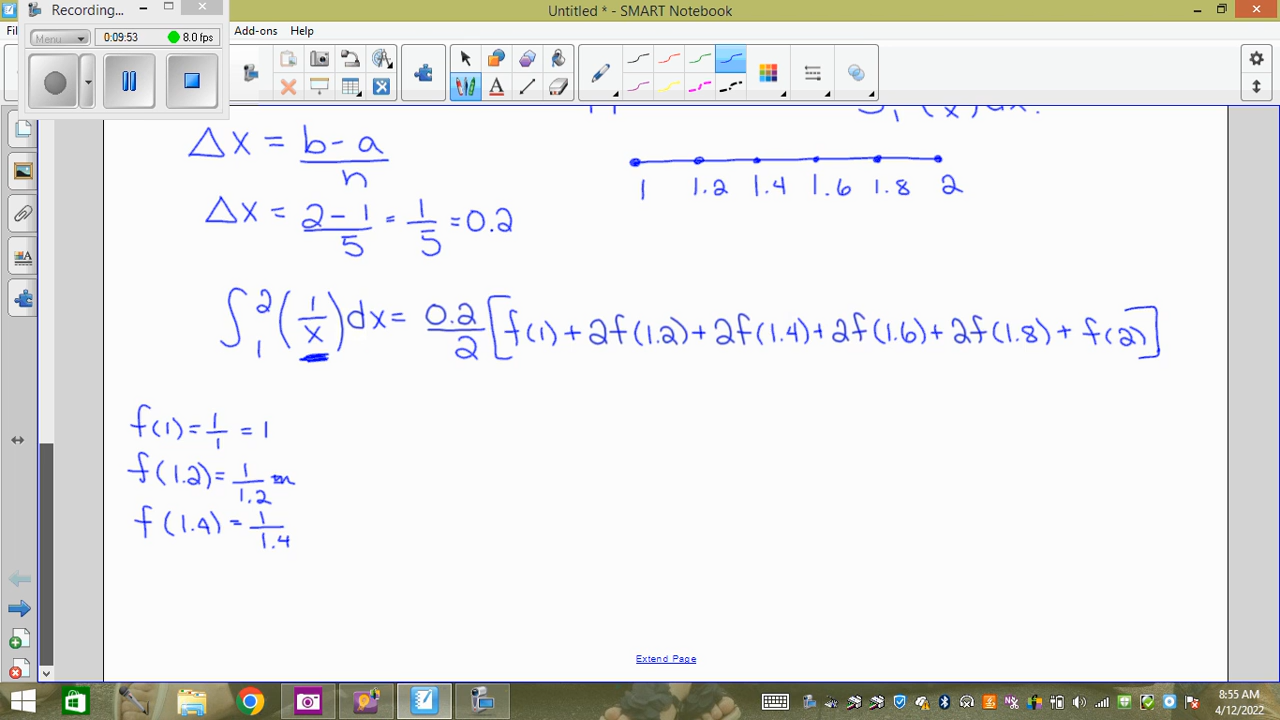 Recording...
Untitled * - SMART Notebook
Menu
0:09:53
8.0 fps
Add-ons Help
∫₁ (x) dx.
△x = b - a / n
1 1.2 1.4 1.6 1.8 2
△x = 2 - 1 / 5 = 1/5 = 0.2
∫₁² (1/x) dx = 0.2/2 [f(1) + 2f(1.2) + 2f(1.4) + 2f(1.6) + 2f(1.8) + f(2)]
f(1) = 1/1 = 1
f(1.2) = 1/1.2
f(1.4) = 1/1.4
Extend Page
8:55 AM
4/12/2022